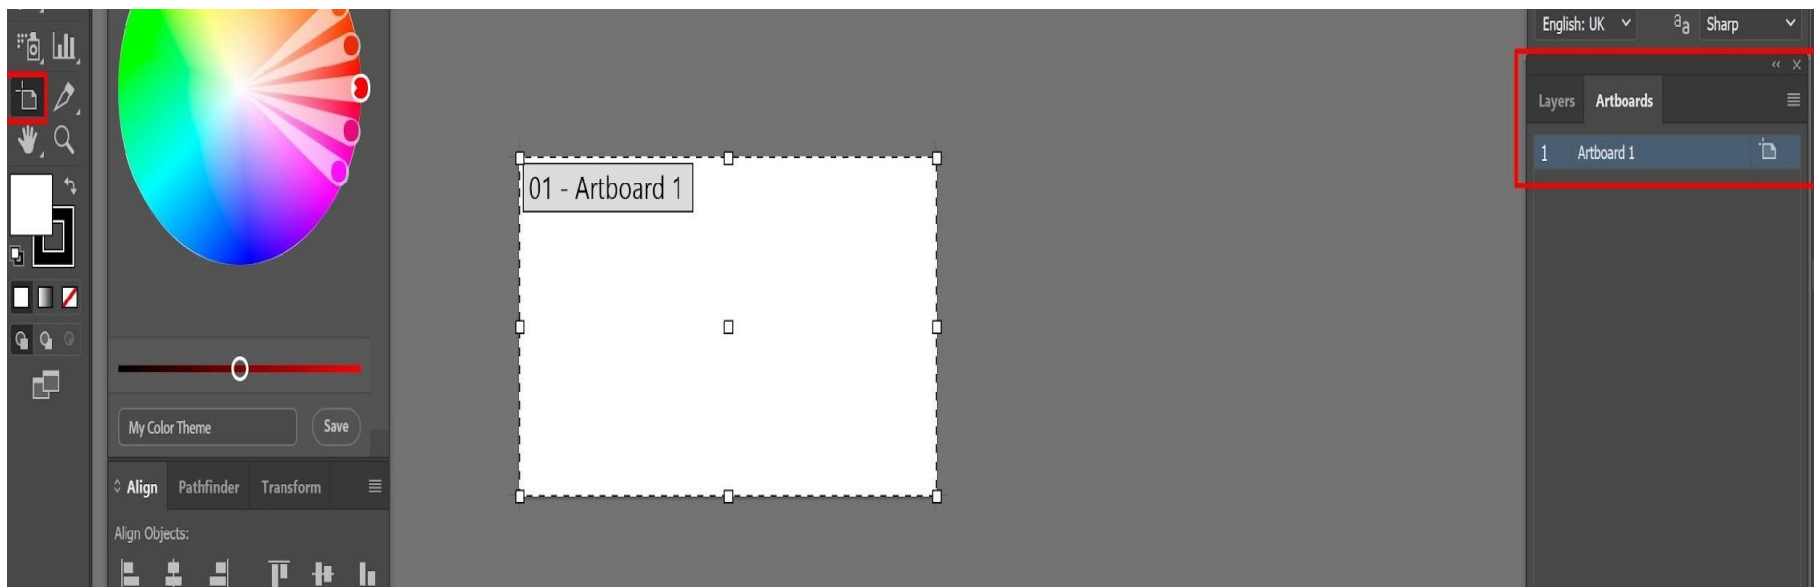 English: UK
Sharp
Layers Artboards
1 Artboard 1
01 - Artboard 1
My Color Theme Save
Align Pathfinder Transform
Align Objects: